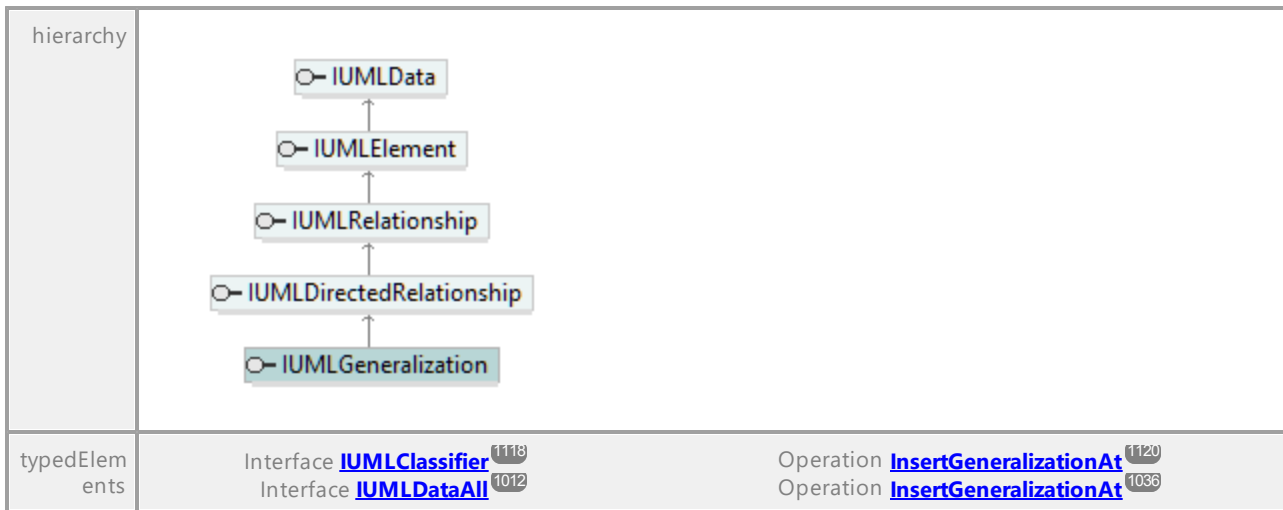 hierarchy
IUMLData
IUMLElement
IUMLRelationship
IUMLDirectedRelationship
IUMLGeneralization
typedElem
ents
Interface IUMLClassifier 1118 Operation InsertGeneralizationAt 1120
Interface IUMLDataAll 1012 Operation InsertGeneralizationAt 1036